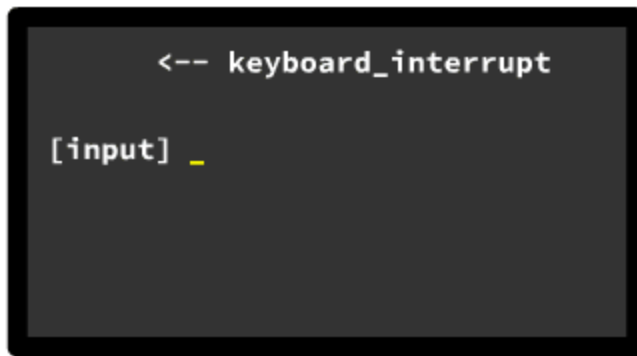 <-- keyboard_interrupt
[input] _